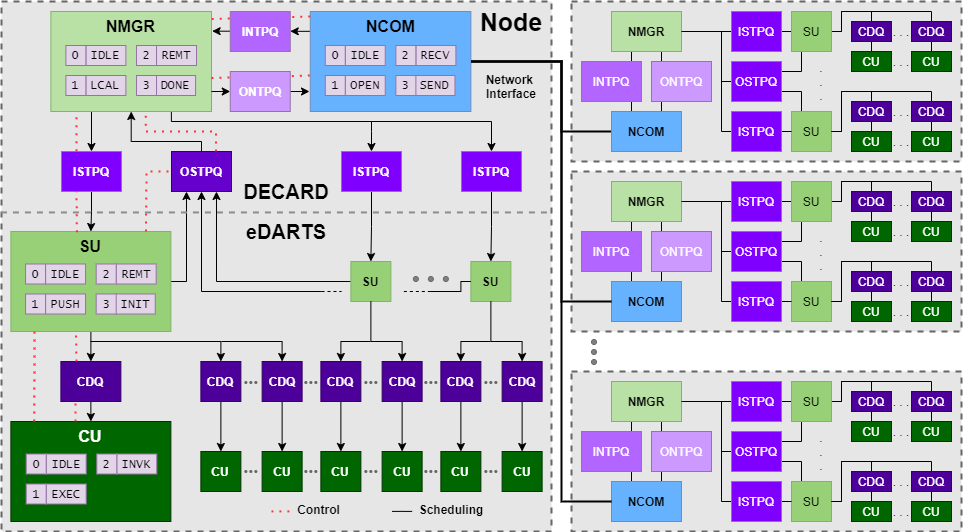 Node
NMGR
0 IDLE 2 REMT
1 LCAL 3 DONE
INTPQ
ONTPQ
NCOM
0 IDLE 2 RECV
1 OPEN 3 SEND
Network
Interface
ISTPQ
OSTPQ
ISTPQ
ISTPQ
DECARD
eDARTS
SU
0 IDLE 2 REMT
1 PUSH 3 INIT
SU
SU
CDQ
CDQ
CDQ
CDQ
CDQ
CDQ
CDQ
CU
0 IDLE 2 INVK
1 EXEC
CU
CU
CU
CU
CU
CU
Control
Scheduling
NMGR
INTPQ
ONTPQ
NCOM
ISTPQ
OSTPQ
ISTPQ
SU
SU
CDQ
CDQ
CU
CU
CDQ
CDQ
CU
CU
NMGR
INTPQ
ONTPQ
NCOM
ISTPQ
OSTPQ
ISTPQ
SU
SU
CDQ
CDQ
CU
CU
CDQ
CDQ
CU
CU
NMGR
INTPQ
ONTPQ
NCOM
ISTPQ
OSTPQ
ISTPQ
SU
SU
CDQ
CDQ
CU
CU
CDQ
CDQ
CU
CU